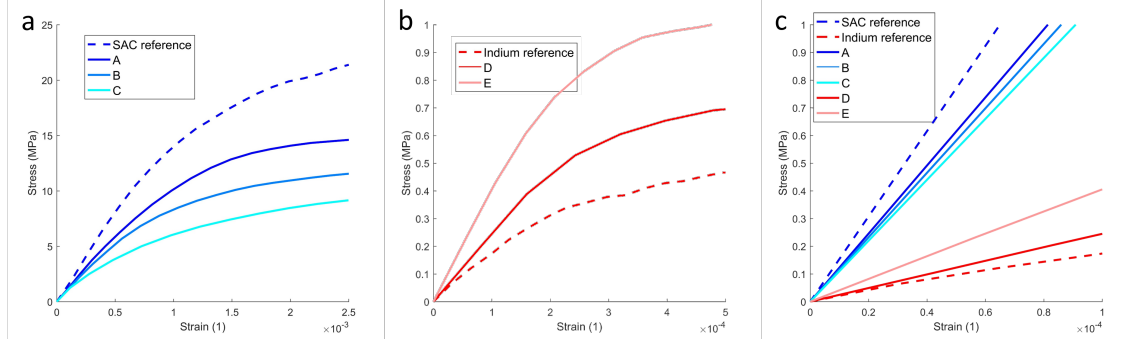 a
25
20
15
10
5
0
Stress (MPa)
SAC reference
A
B
C
0
0.5
1
1.5
2
2.5
Strain (1)
×10⁻³
b
1
0.9
0.8
0.7
0.6
0.5
0.4
0.3
0.2
0.1
0
Stress (MPa)
Indium reference
D
E
0
1
2
3
4
5
Strain (1)
×10⁻⁴
c
1
0.9
0.8
0.7
0.6
0.5
0.4
0.3
0.2
0.1
0
Stress (MPa)
SAC reference
Indium reference
A
B
C
D
E
0
0.2
0.4
0.6
0.8
1
Strain (1)
×10⁻⁴